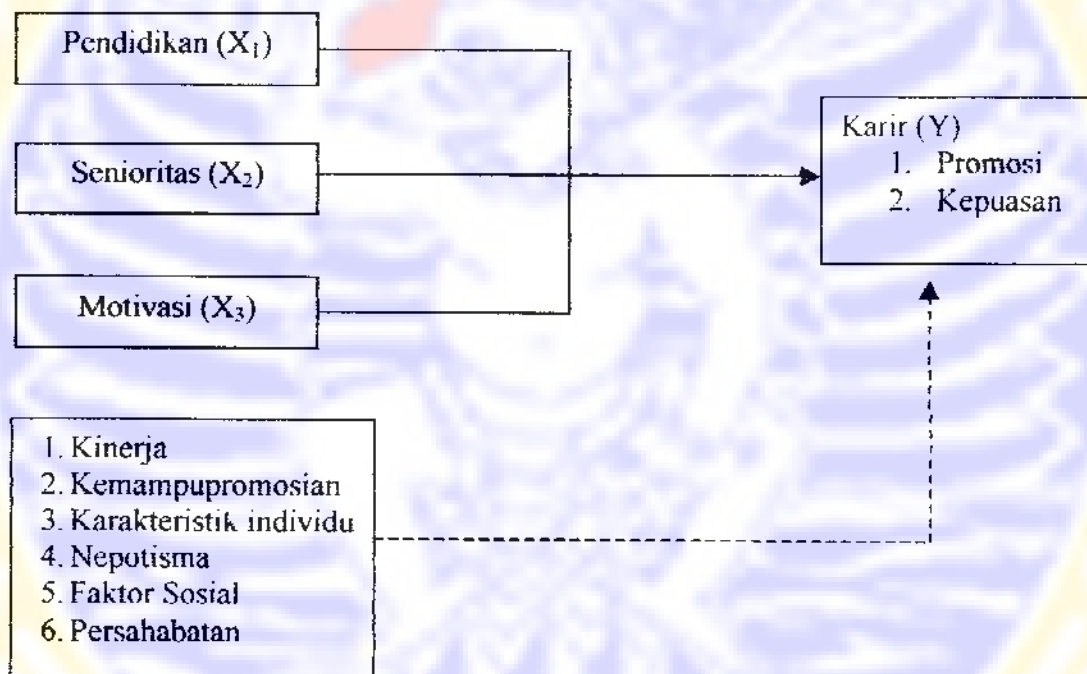 Pendidikan (X₁)
Senioritas (X₂)
Motivasi (X₃)
Karir (Y)
1. Promosi
2. Kepuasan
1. Kinerja
2. Kemampupromosian
3. Karakteristik individu
4. Nepotisma
5. Faktor Sosial
6. Persahabatan